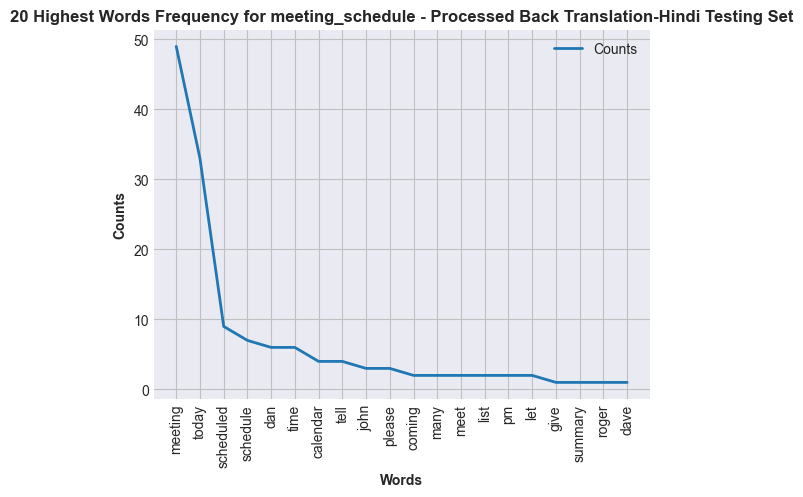 20 Highest Words Frequency for meeting_schedule - Processed Back Translation-Hindi Testing Set
Counts
50
40
30
20
10
0
Counts
meeting
today
scheduled
schedule
dan
time
calendar
tell
john
please
coming
many
meet
list
pm
let
give
summary
roger
dave
Words